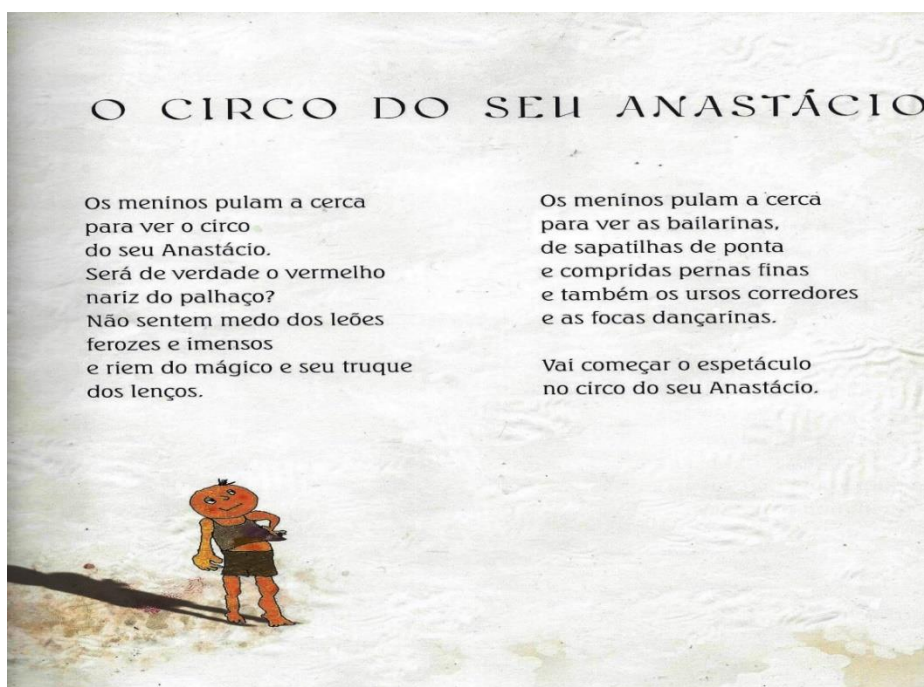 O CIRCO DO SEU ANASTÁCIO
Os meninos pulam a cerca
para ver o circo
do seu Anastácio.
Será de verdade o vermelho
nariz do palhaço?
Não sentem medo dos leões
ferozes e imensos
e riem do mágico e seu truque
dos lenços.
Os meninos pulam a cerca
para ver as bailarinas,
de sapatilhas de ponta
e compridas pernas finas
e também os ursos corredores
e as focas dançarinas.
Vai começar o espetáculo
no circo do seu Anastácio.